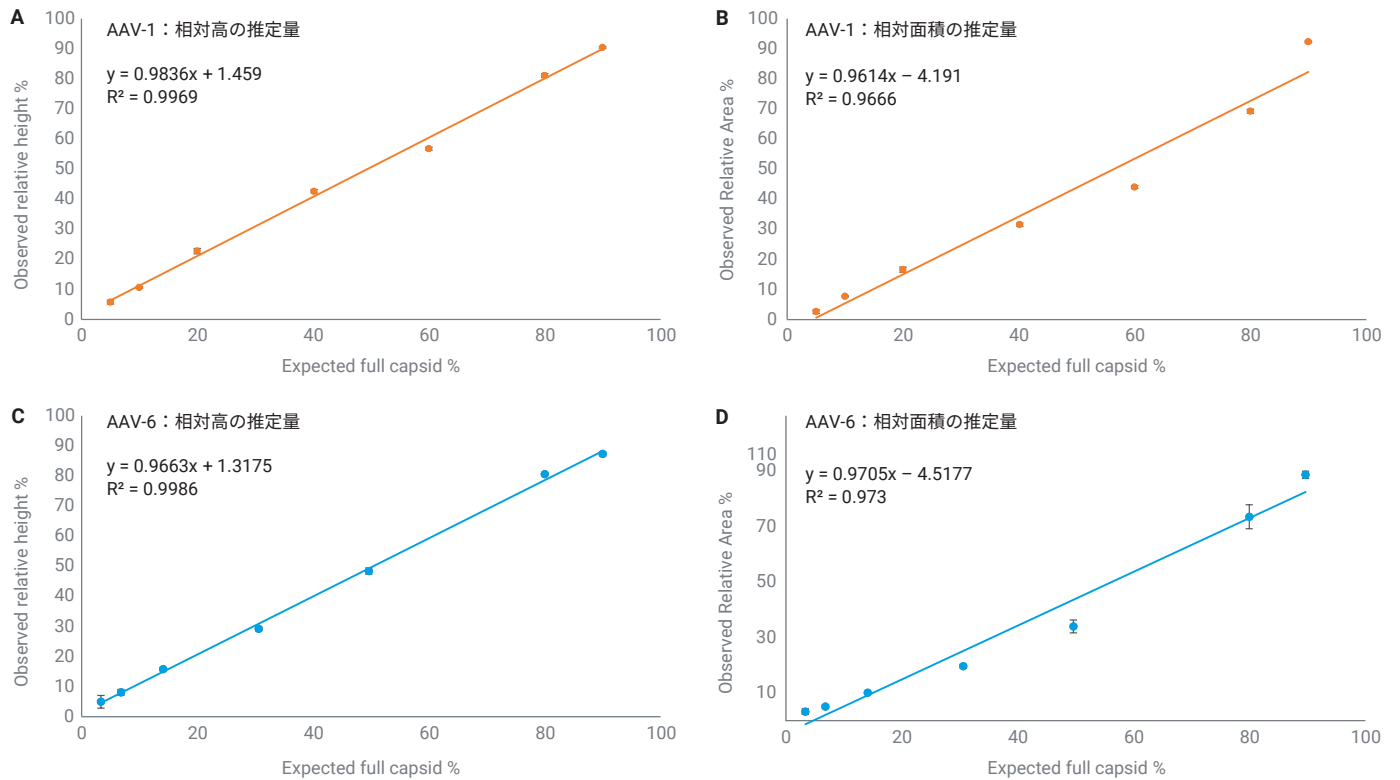 A
AAV-1：相対高の推定量
y = 0.9836x + 1.459
R² = 0.9969
Observed relative height %
100
90
80
70
60
50
40
30
20
10
0
0 20 40 60 80 100
Expected full capsid %
B
AAV-1：相対面積の推定量
y = 0.9614x – 4.191
R² = 0.9666
Observed Relative Area %
100
90
80
70
60
50
40
30
20
10
0
0 20 40 60 80 100
Expected full capsid %
C
AAV-6：相対高の推定量
y = 0.9663x + 1.3175
R² = 0.9986
Observed relative height %
100
90
80
70
60
50
40
30
20
10
0
0 20 40 60 80 100
Expected full capsid %
D
AAV-6：相対面積の推定量
y = 0.9705x – 4.5177
R² = 0.973
Observed Relative Area %
110
90
70
50
30
10
0 20 40 60 80 100
Expected full capsid %